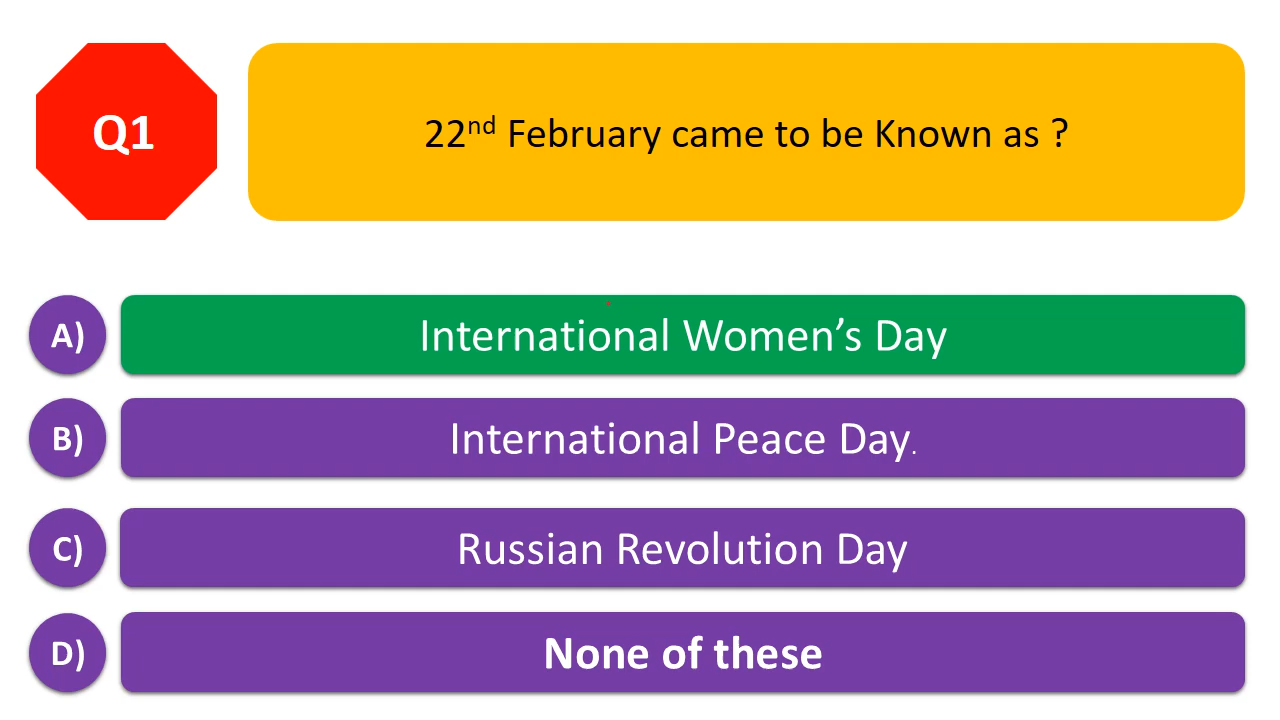 Q1
22nd February came to be Known as ?
A) International Women’s Day
B) International Peace Day.
C) Russian Revolution Day
D) None of these